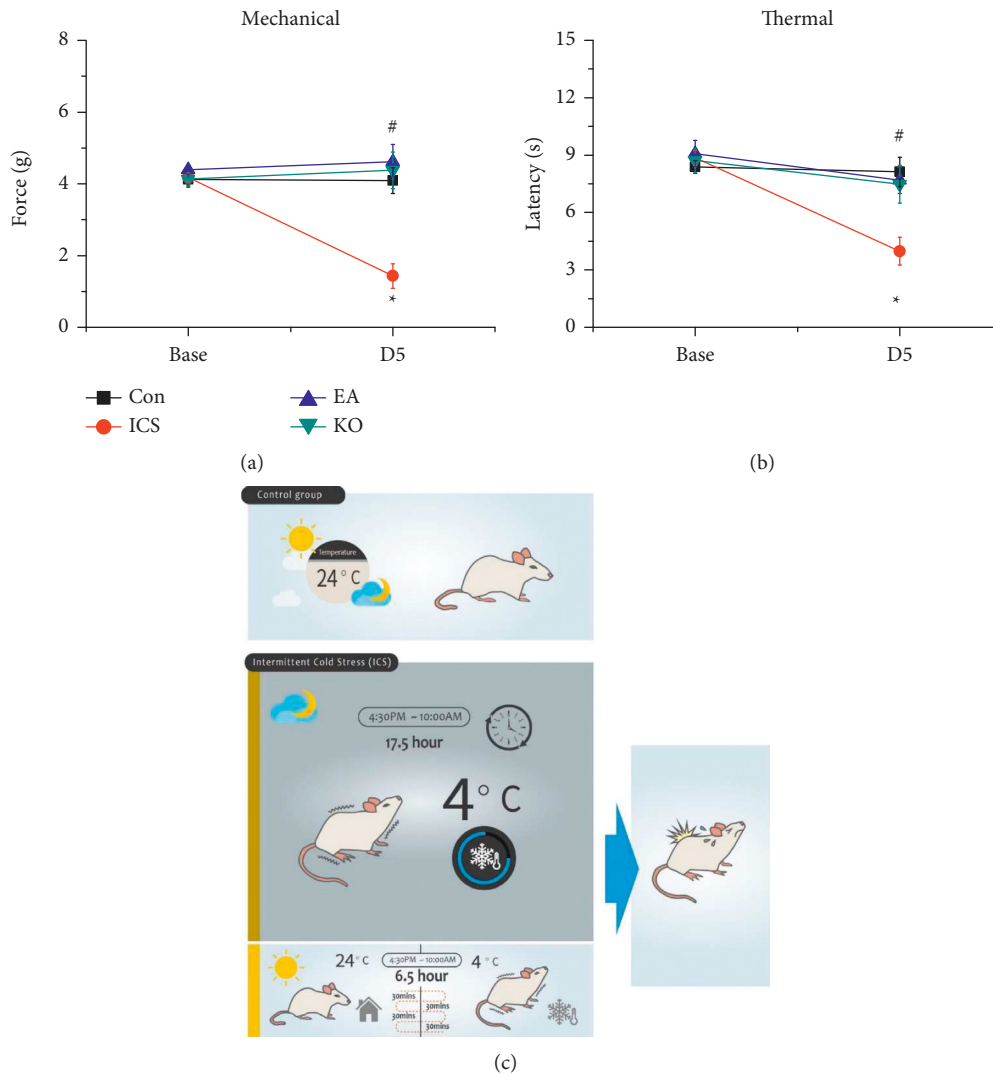 Mechanical
8
6
4
2
0
Force (g)
#
*
Base
D5
Thermal
15
12
9
6
3
0
Latency (s)
#
*
Base
D5
Con
EA
ICS
KO
(a)
(b)
Control group
Temperature
24° C
Intermittent Cold Stress (ICS)
4:30PM ~ 10:00AM
17.5 hour
4° C
24° C
4:30PM ~ 10:00AM
4° C
6.5 hour
30mins
30mins
30mins
30mins
(c)